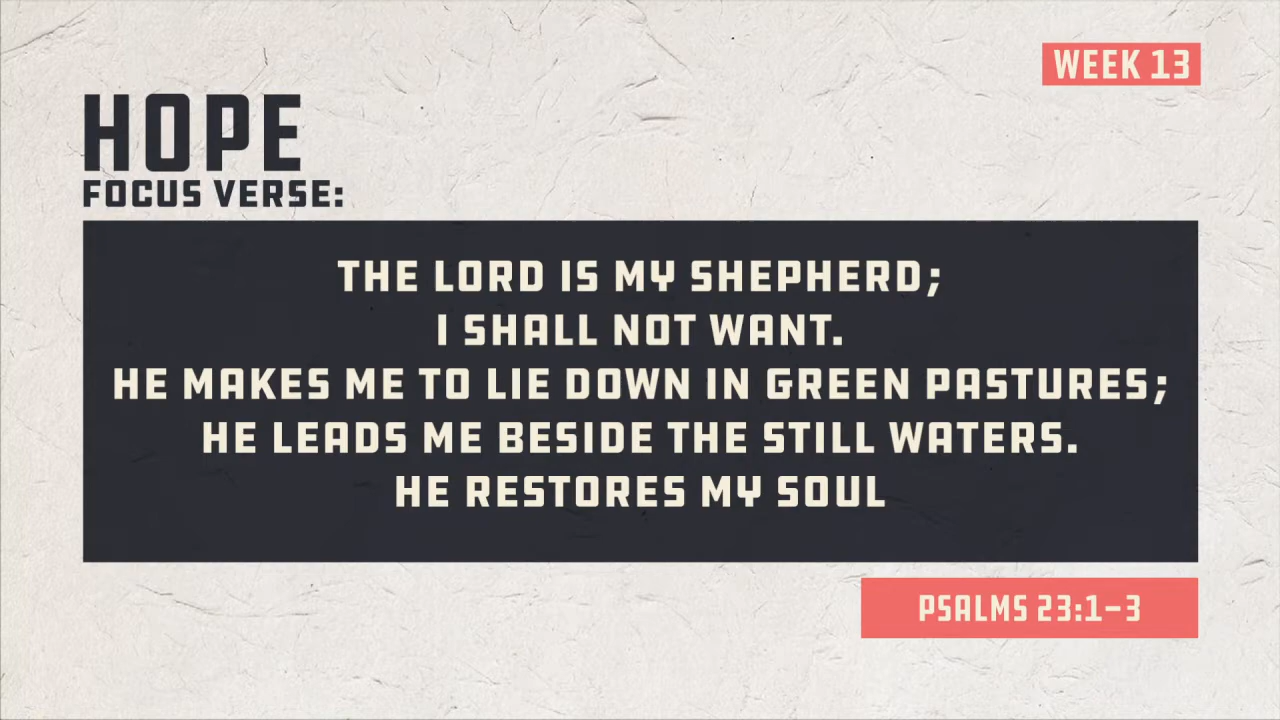 WEEK 13
HOPE
FOCUS VERSE:
THE LORD IS MY SHEPHERD;
I SHALL NOT WANT.
HE MAKES ME TO LIE DOWN IN GREEN PASTURES;
HE LEADS ME BESIDE THE STILL WATERS.
HE RESTORES MY SOUL
PSALMS 23:1-3